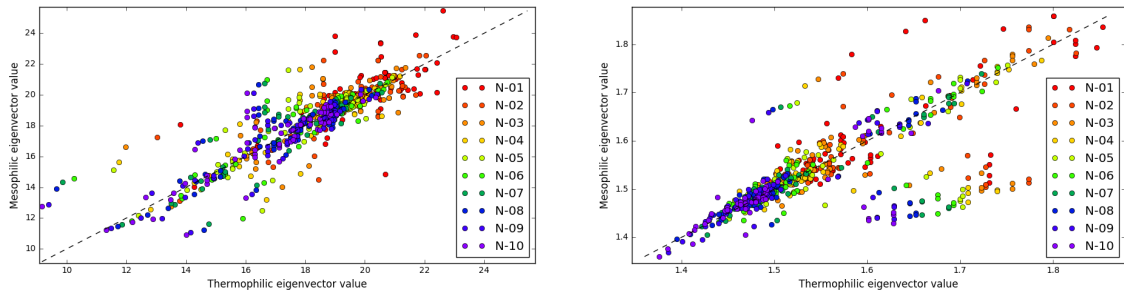 24
22
20
18
16
14
12
10
10 12 14 16 18 20 22 24
Mesophilic eigenvector value
Thermophilic eigenvector value
N-01
N-02
N-03
N-04
N-05
N-06
N-07
N-08
N-09
N-10
1.8
1.7
1.6
1.5
1.4
1.4 1.5 1.6 1.7 1.8
Mesophilic eigenvector value
Thermophilic eigenvector value
N-01
N-02
N-03
N-04
N-05
N-06
N-07
N-08
N-09
N-10